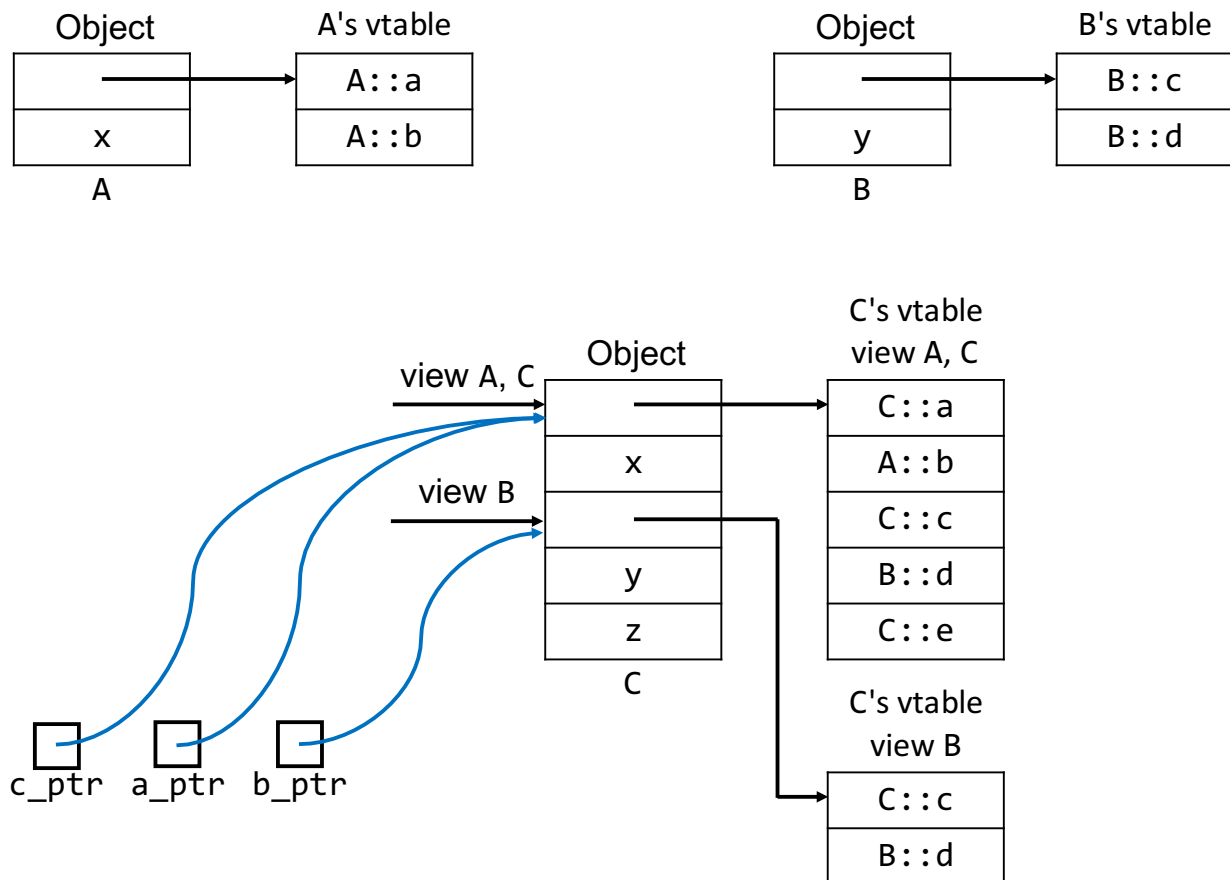 Object
A's vtable
A::a
x
A::b
A
Object
B's vtable
B::c
y
B::d
B
C's vtable
view A, C
Object
view A, C
C::a
x
A::b
view B
C::c
y
B::d
z
C::e
C
C's vtable
view B
c_ptr
a_ptr
b_ptr
C::c
B::d